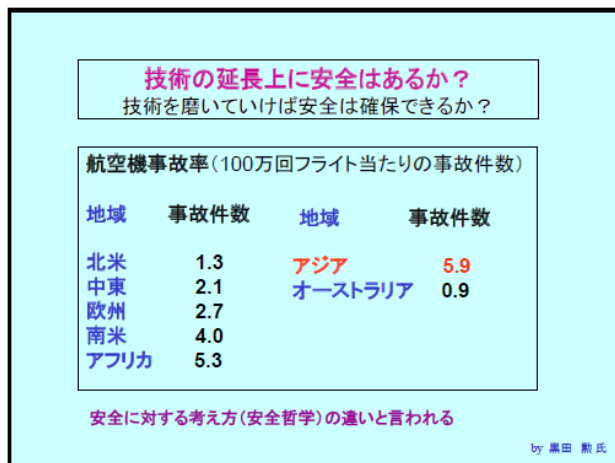 技術の延長上に安全はあるか?
技術を磨いていけば安全は確保できるか?
航空機事故率(100万回フライト当たりの事故件数)
地域 事故件数 地域 事故件数
北米 1.3 アジア 5.9
中東 2.1 オーストラリア 0.9
欧州 2.7
南米 4.0
アフリカ 5.3
安全に対する考え方(安全哲学)の違いと言われる
by 黒田 勲 氏